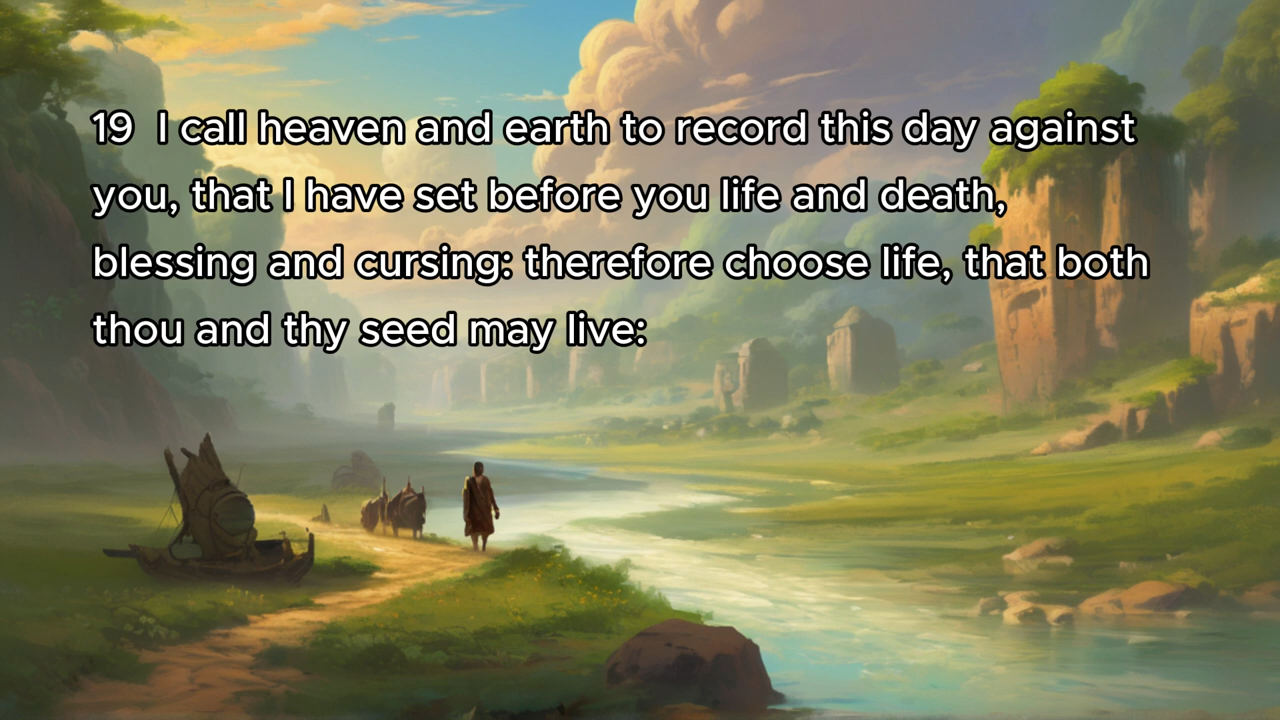 19  I call heaven and earth to record this day against
you, that I have set before you life and death,
blessing and cursing: therefore choose life, that both
thou and thy seed may live: